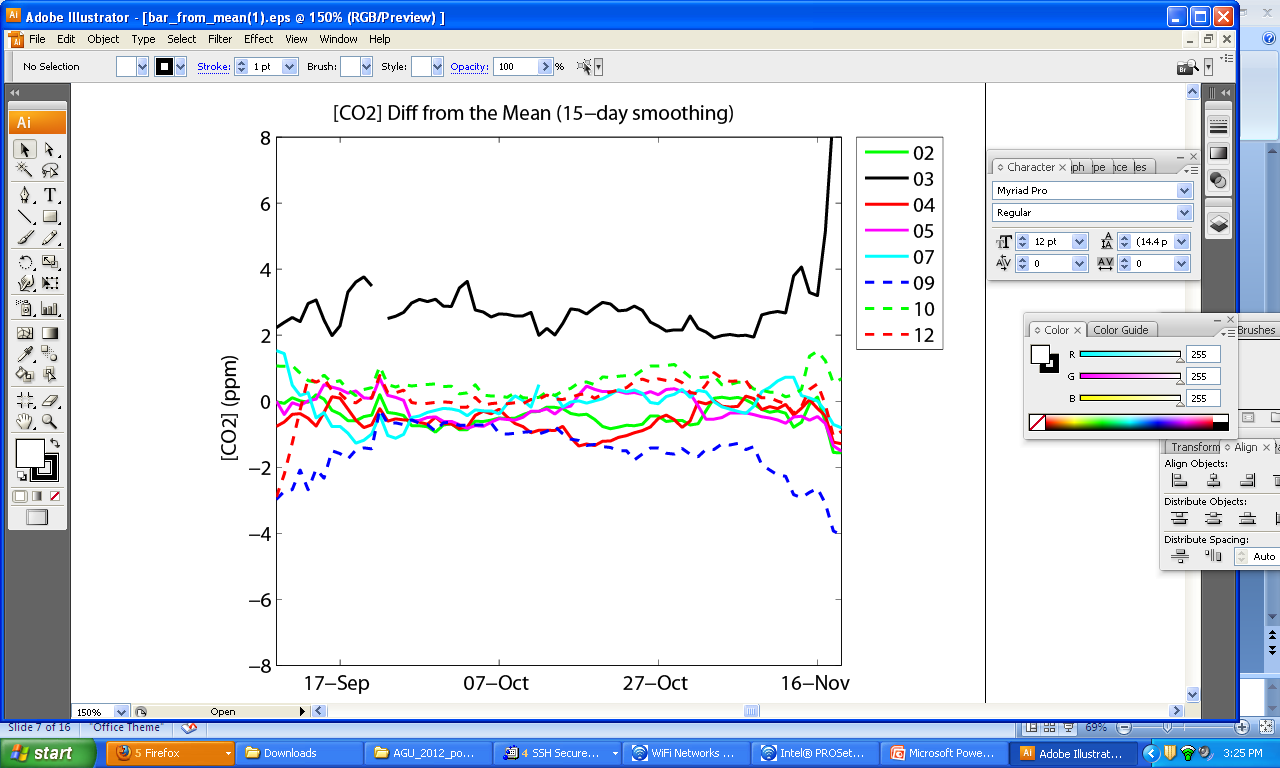 Adobe Illustrator - [bar_from_mean(1).eps @ 150% (RGB/Preview) ]
File Edit Object Type Select Filter Effect View Window Help
No Selection Stroke: 1 pt Brush: Style: Opacity: 100 %
Ai
[CO2] Diff from the Mean (15−day smoothing)
8
6
4
2
0
−2
−4
−6
−8
[CO2] (ppm)
17−Sep 07−Oct 27−Oct 16−Nov
02
03
04
05
07
09
10
12
Character
Myriad Pro
Regular
12 pt (14.4 p
0 0
Color Color Guide
R 255
G 255
B 255
Brushes
Transform Align
Align Objects:
Distribute Objects:
Distribute Spacing:
Auto
150% Open
Slide 7 of 16 "Office Theme" 69%
start 5 Firefox Downloads AGU_2012_po... 4 SSH Secure... WiFi Networks ... Intel® PROSet... Microsoft Powe... Adobe Illustrat... 3:25 PM